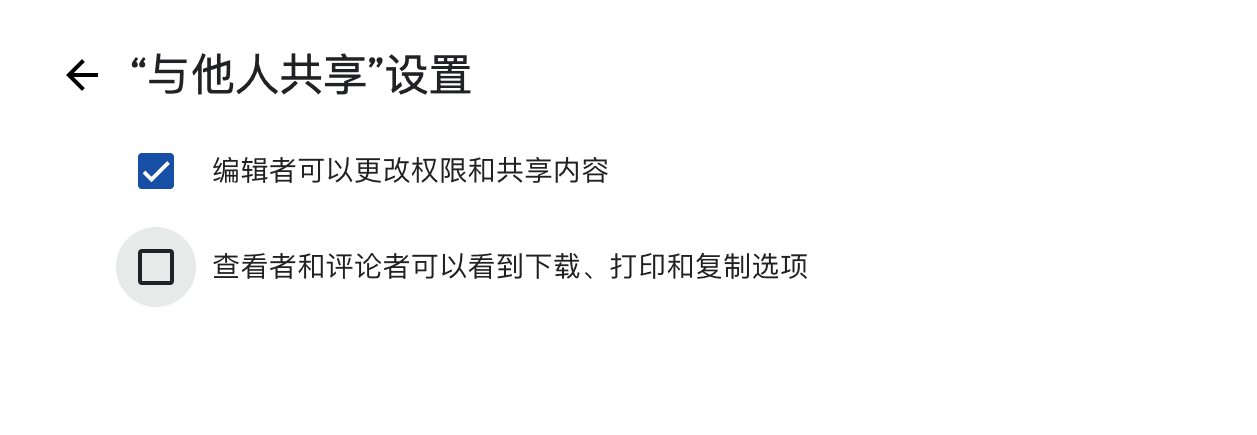 “与他人共享”设置
编辑者可以更改权限和共享内容
查看者和评论者可以看到下载、打印和复制选项